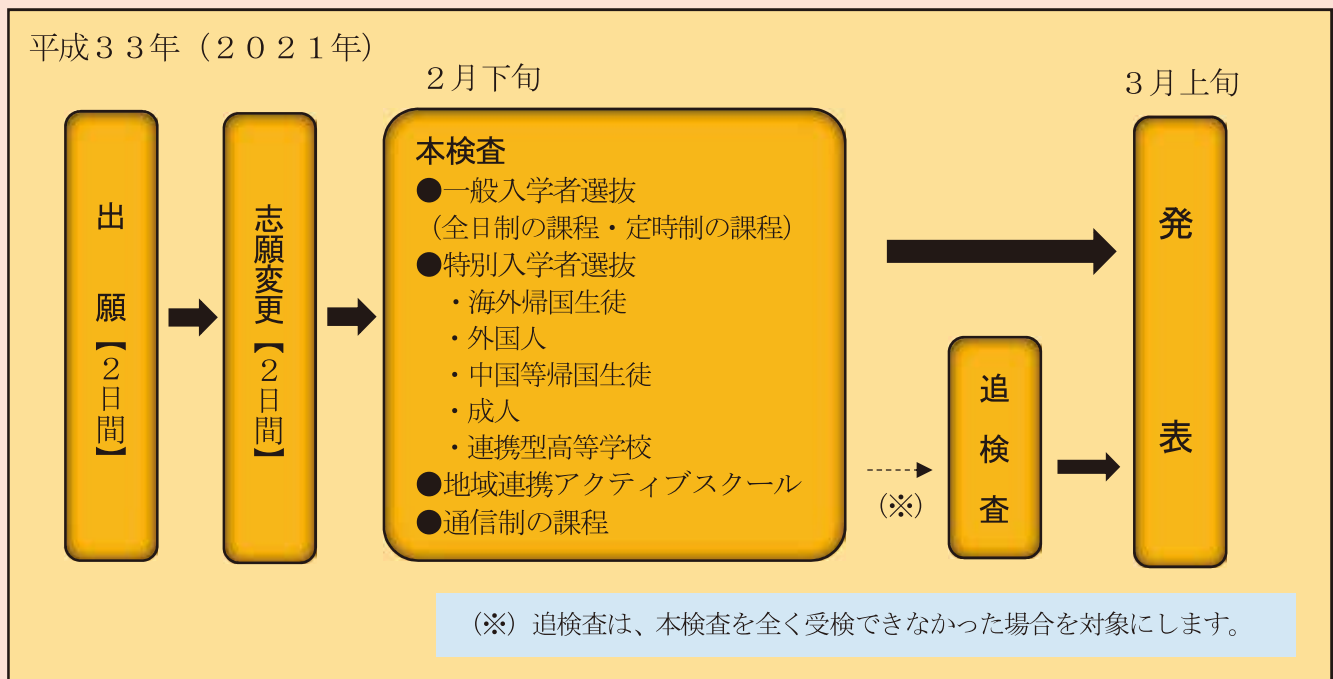 平成３３年（２０２１年）
２月下旬
３月上旬
出願【２日間】
志願変更【２日間】
本検査
●一般入学者選抜
（全日制の課程・定時制の課程）
●特別入学者選抜
・海外帰国生徒
・外国人
・中国等帰国生徒
・成人
・連携型高等学校
●地域連携アクティブスクール
●通信制の課程
（※）
追検査
発表
（※）追検査は、本検査を全く受検できなかった場合を対象にします。